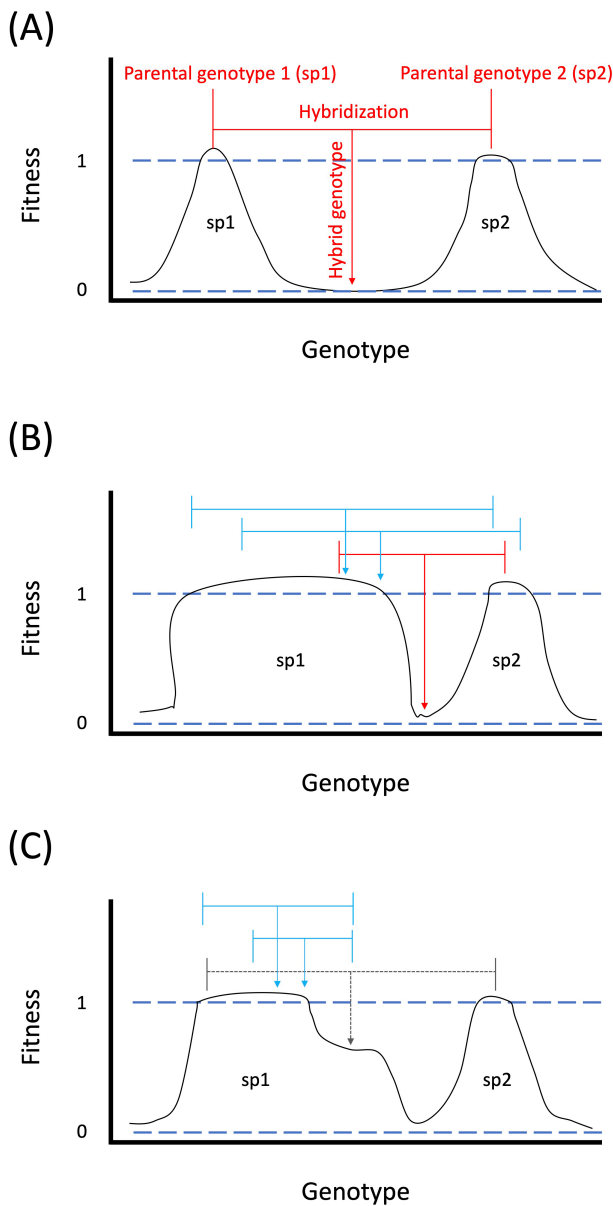 (A)
Parental genotype 1 (sp1)
Parental genotype 2 (sp2)
Hybridization
Hybrid genotype
Fitness
1
0
sp1
sp2
Genotype
(B)
Fitness
1
0
sp1
sp2
Genotype
(C)
Fitness
1
0
sp1
sp2
Genotype